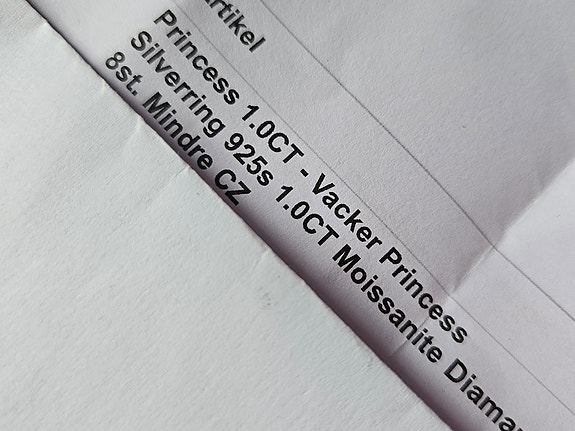 artikel
Princess 1.0CT - Vacker Princess
Silverring 925s 1.0CT Moissanite Diama
8st. Mindre CZ